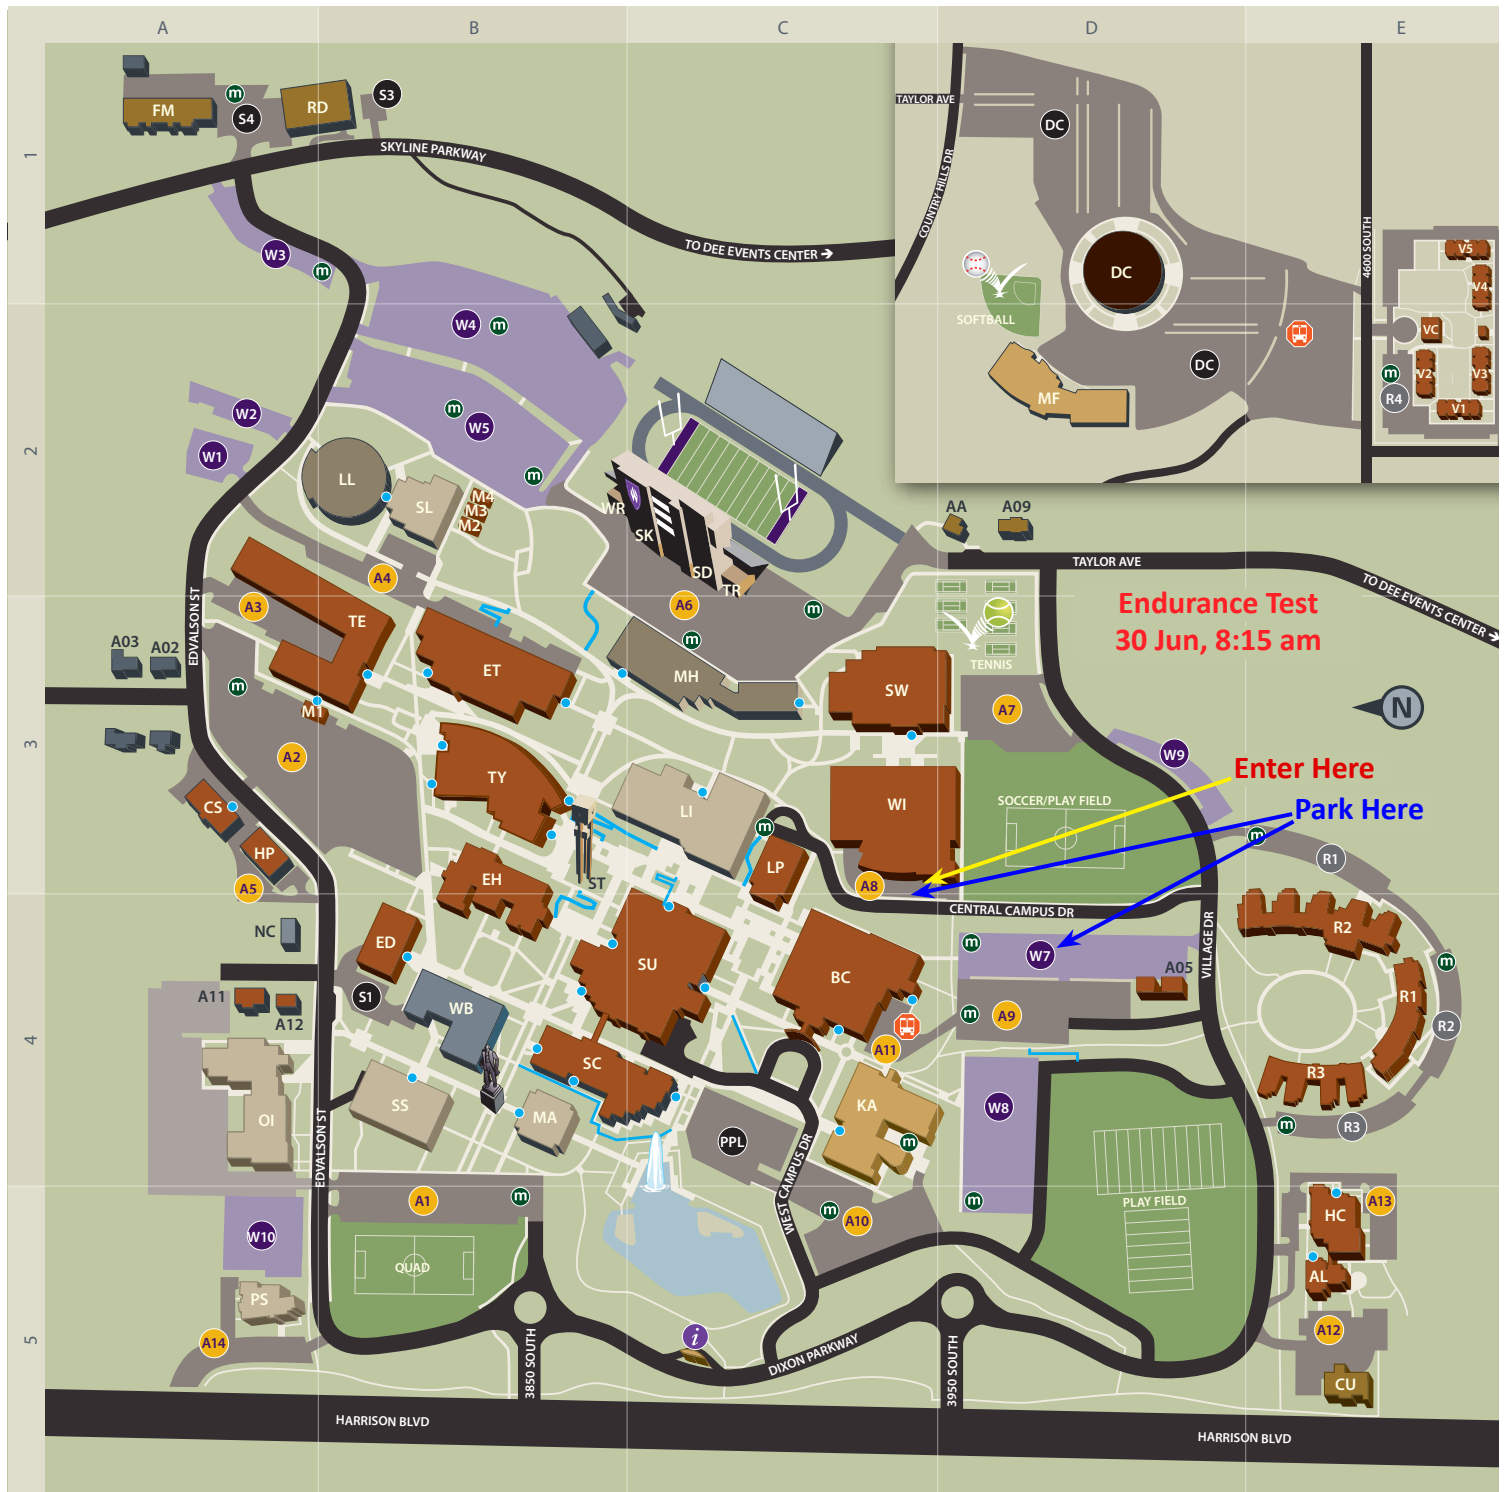 A
B
C
D
E
1
2
3
4
5
FM
m
S4
RD
S3
SKYLINE PARKWAY
TO DEE EVENTS CENTER
W3
m
W4
m
m
W5
m
W2
W1
LL
SL
M4
M3
M2
WR
SK
SD
TR
TAYLOR AVE
COUNTRY HILLS DR
DC
DC
DC
SOFTBALL
MF
4600 SOUTH
V5
V4
VC
V2
V3
V1
m
R4
AA
A09
TAYLOR AVE
TO DEE EVENTS CENTER
Endurance Test
30 Jun, 8:15 am
A4
A3
TE
EDVALSON ST
A03
A02
m
M1
A2
ET
A6
m
m
MH
SW
TENNIS
A7
N
W9
Enter Here
Park Here
CS
HP
A5
TY
EH
ST
LI
m
LP
WI
A8
SOCCER/PLAY FIELD
m
R1
CENTRAL CAMPUS DR
VILLAGE DR
R2
m
R1
R2
R3
m
R3
NC
ED
A11
A12
S1
WB
SU
BC
m
W7
A05
m
A9
A11
SC
SS
MA
OI
EDVALSON ST
KA
m
W8
m
PPL
WEST CAMPUS DR
A1
m
m
A10
PLAY FIELD
HC
A13
AL
A12
CU
W10
PS
A14
QUAD
i
3850 SOUTH
DIXON PARKWAY
3950 SOUTH
HARRISON BLVD
HARRISON BLVD